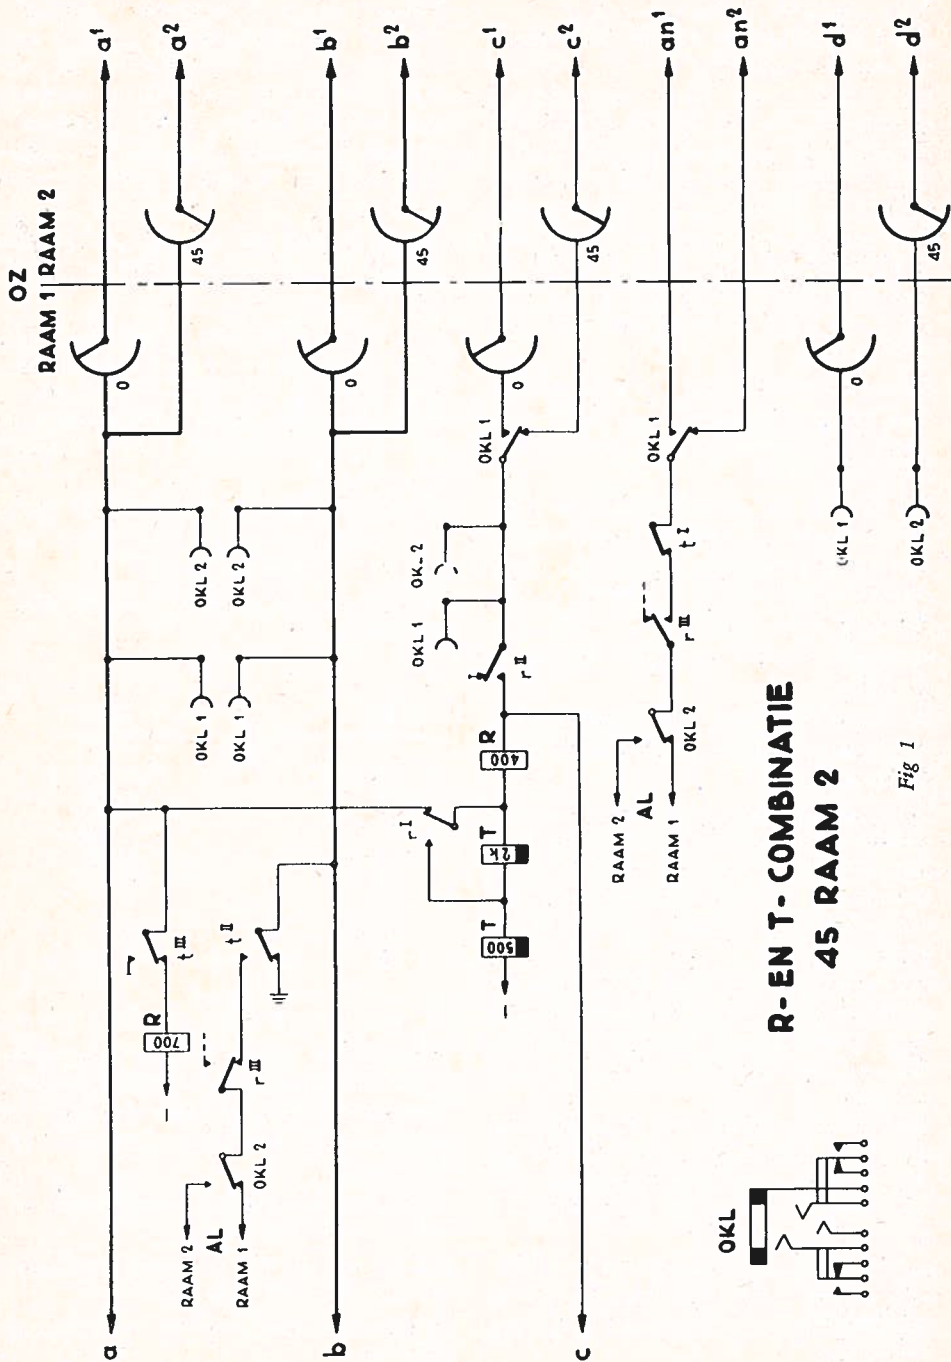 OZ
RAAM 1 RAAM 2
a1
a2
b1
b2
c1
c2
an1
an2
d1
d2
0
45
0
45
0
45
0
45
OKL 2
OKL 2
OKL 1
OKL 1
OKL 2
OKL 1
OKL 1
OKL 1
OKL 1
OKL 2
t I
r III
OKL 2
r II
R
400
r I
T
2k
T
500
RAAM 2
AL
RAAM 1
t III
t II
R
700
r III
OKL 2
RAAM 2
AL
RAAM 1
a
b
c
OKL
R-EN T-COMBINATIE
45 RAAM 2
Fig 1